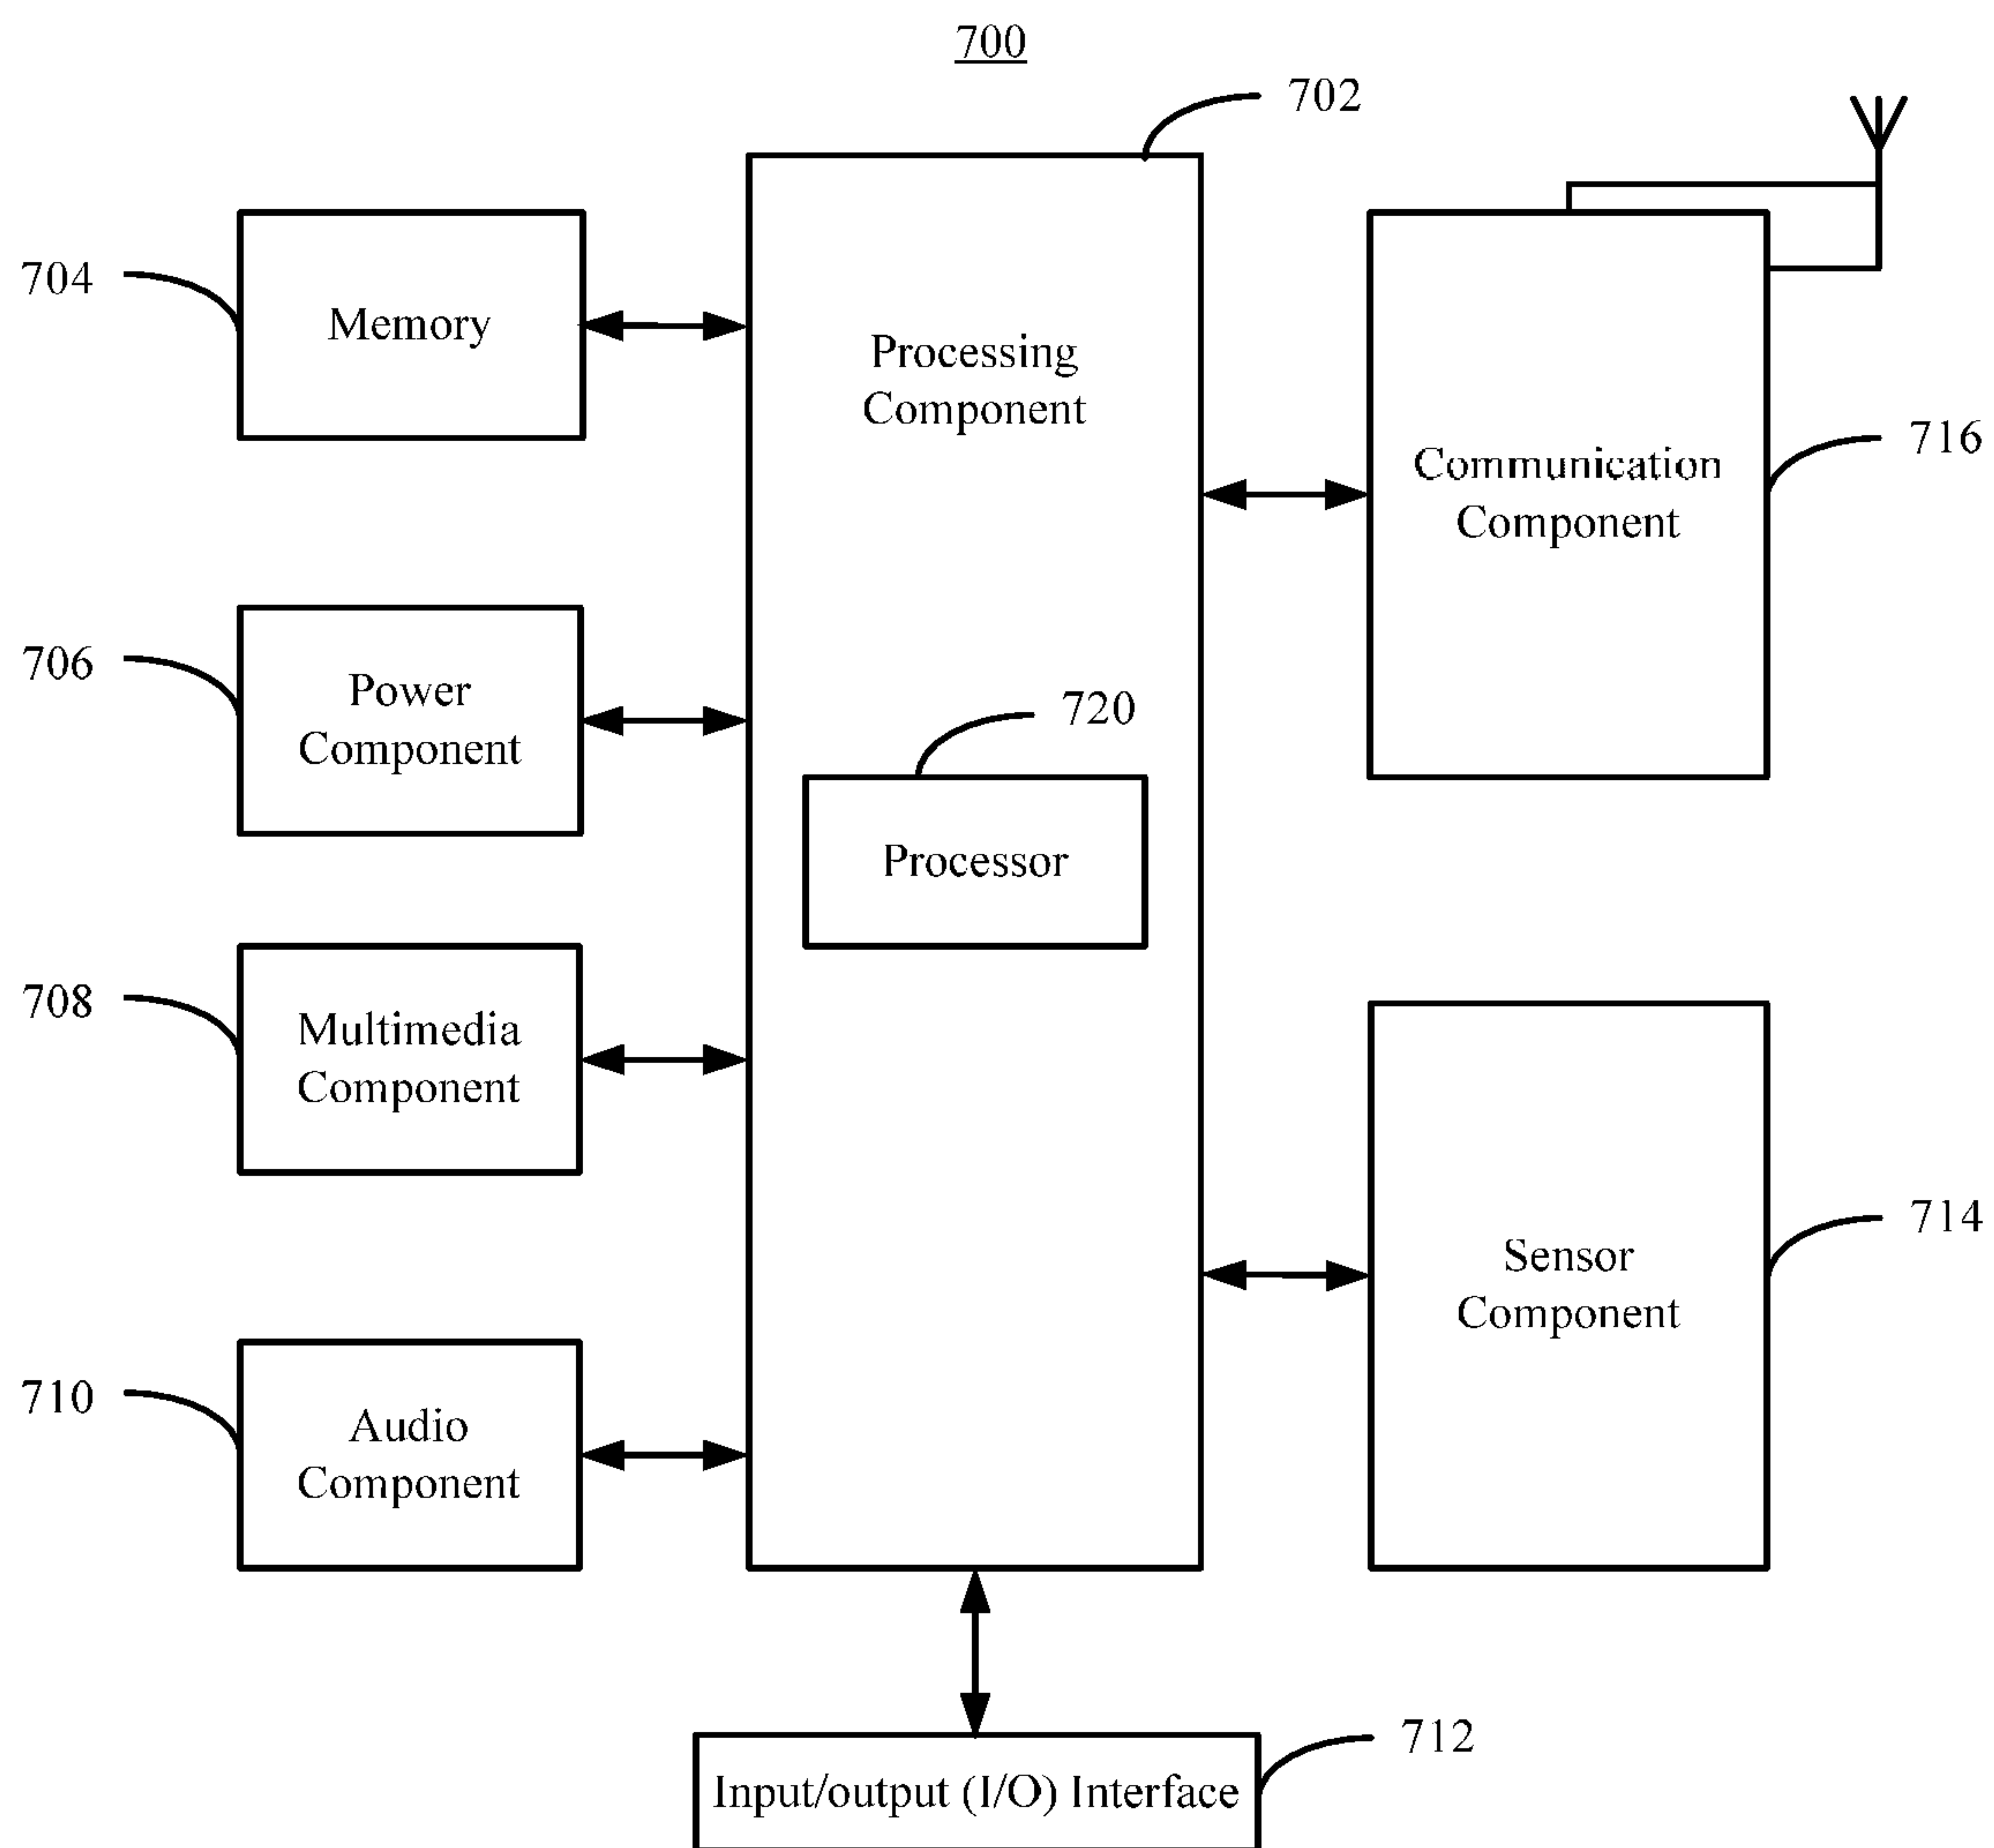 700
702
704
Memory
Processing
Component
Communication
Component
716
706
Power
Component
720
Processor
708
Multimedia
Component
714
Sensor
Component
710
Audio
Component
712
Input/output (I/O) Interface